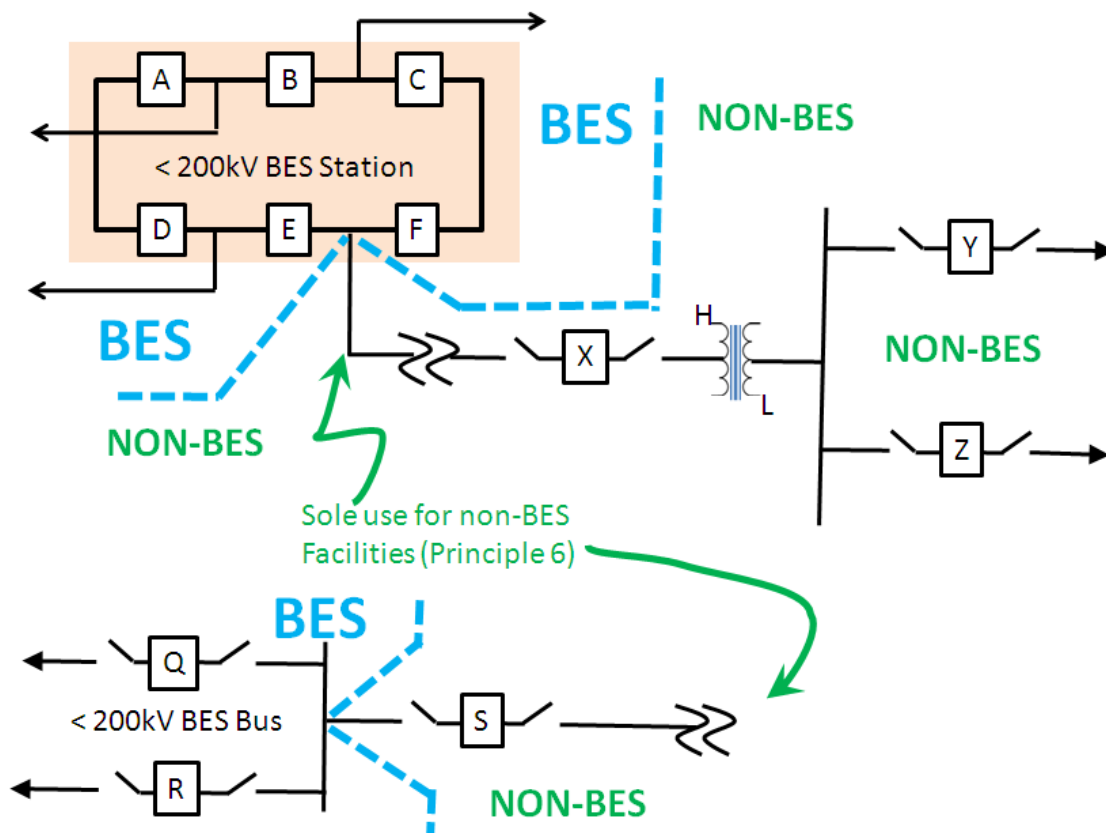 A
B
C
< 200kV BES Station
D
E
F
BES
NON-BES
BES
NON-BES
H
X
L
Y
NON-BES
Z
Sole use for non-BES
Facilities (Principle 6)
BES
Q
< 200kV BES Bus
R
S
NON-BES